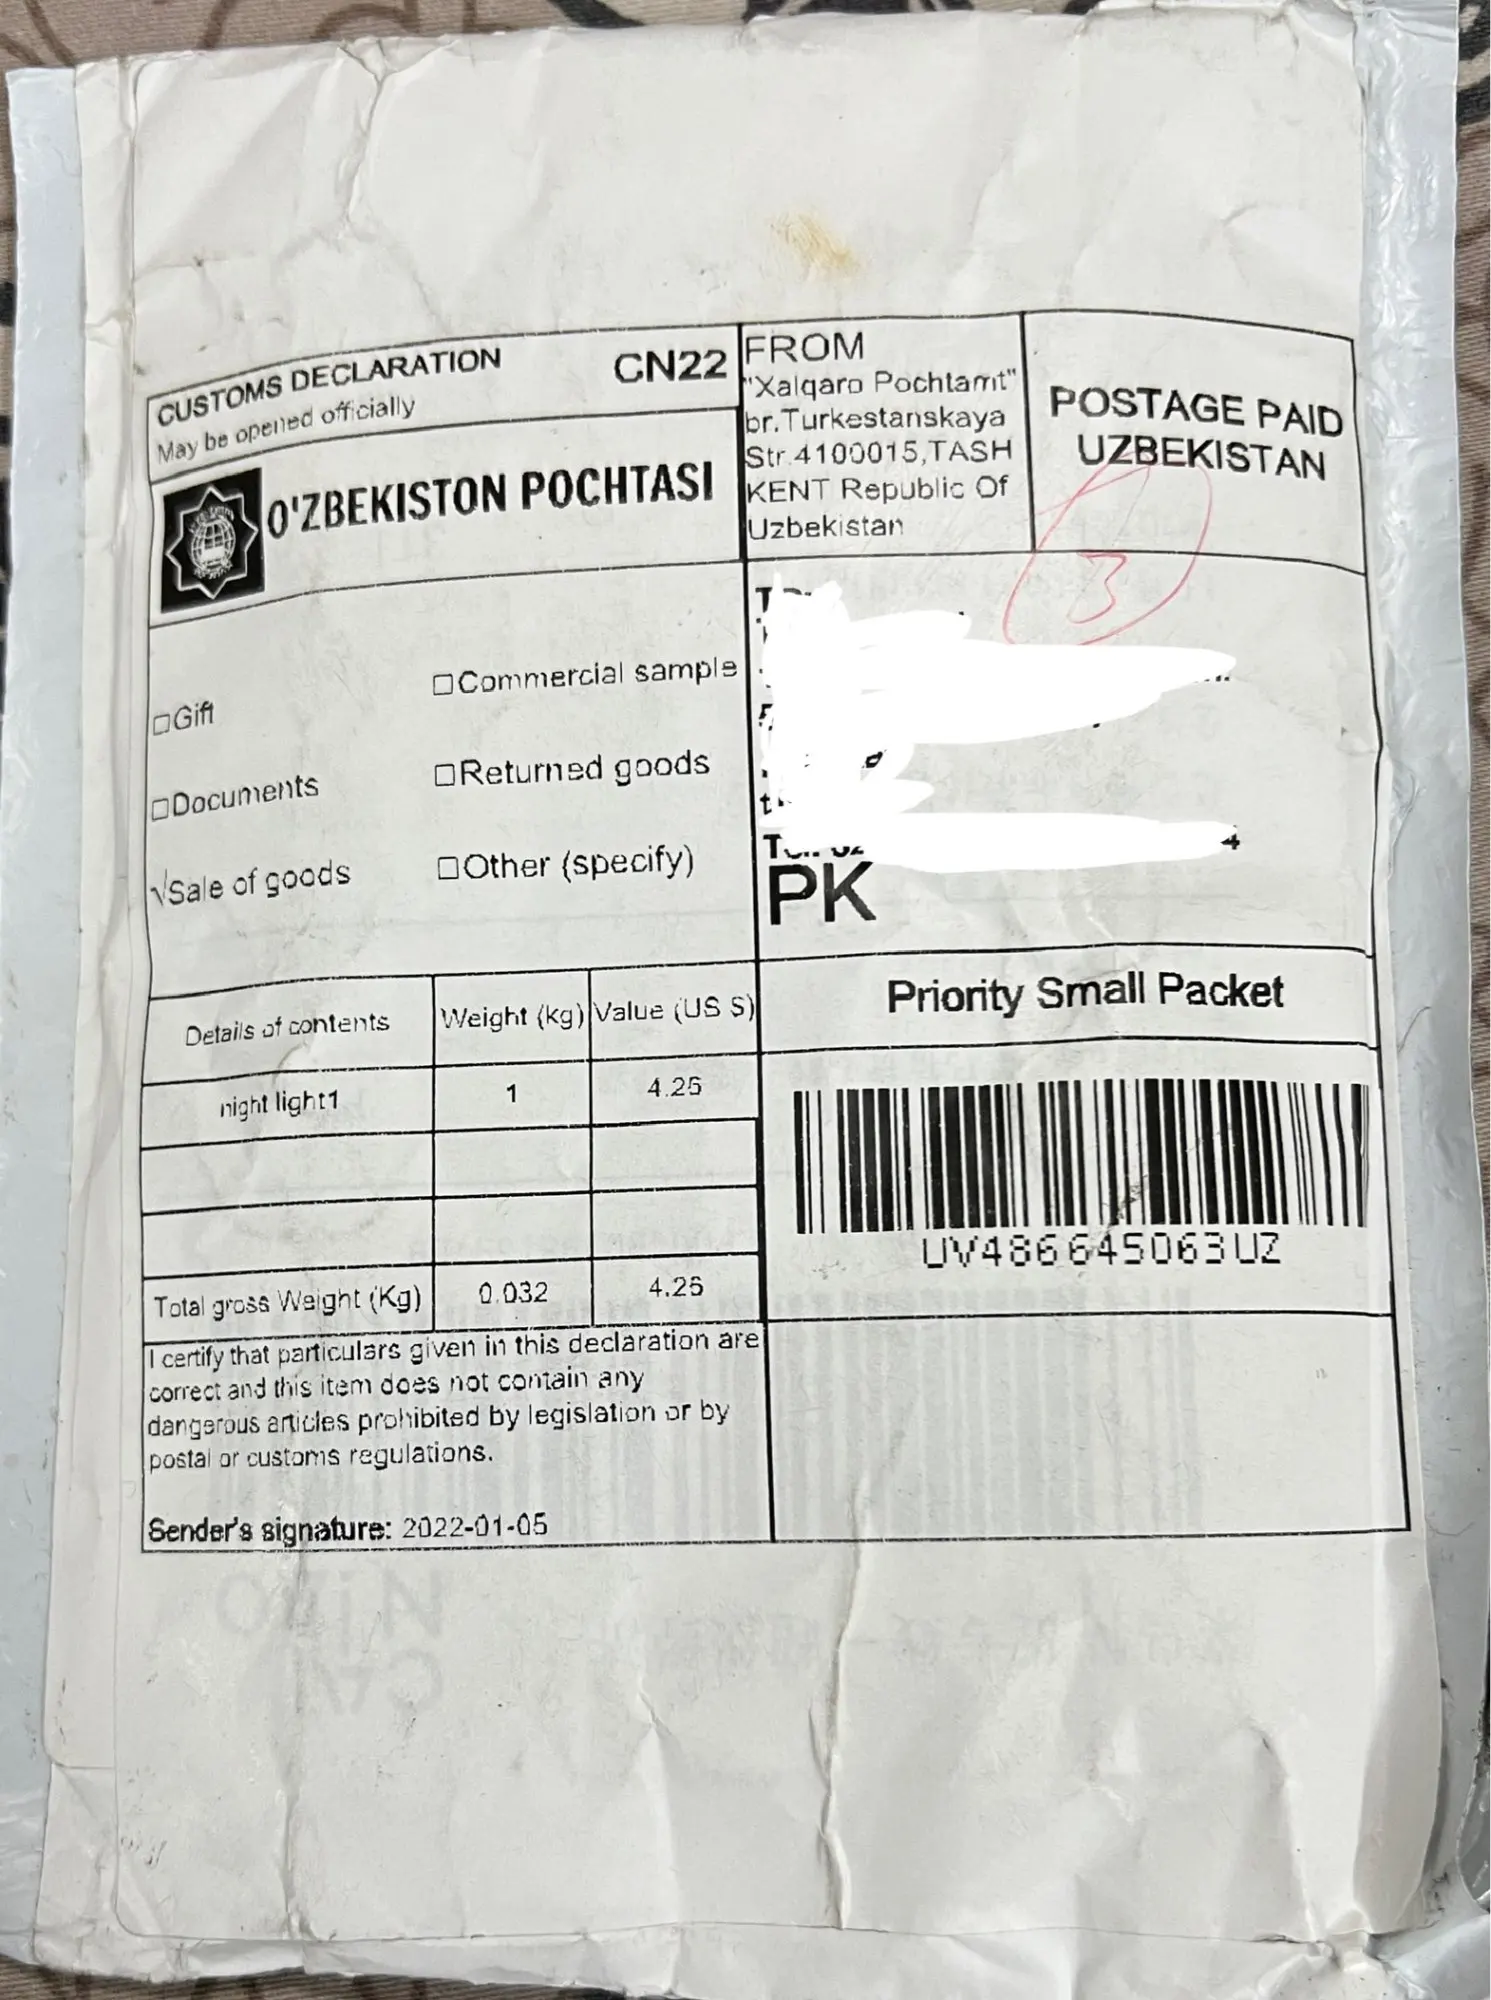 CUSTOMS DECLARATION CN22
May be opened officially
O'ZBEKISTON POCHTASI
FROM
"Xalqaro Pochtamt"
br.Turkestanskaya
Str.4100015,TASH
KENT Republic Of
Uzbekistan
POSTAGE PAID
UZBEKISTAN
3
□Gift
□Commercial sample
□Documents
□Returned goods
√Sale of goods
□Other (specify)
PK
Priority Small Packet
Details of contents Weight (kg) Value (US $)
night light1 1 4.25
Total gross Weight (Kg) 0.032 4.25
UV486645063UZ
I certify that particulars given in this declaration are
correct and this item does not contain any
dangerous articles prohibited by legislation or by
postal or customs regulations.
Sender's signature: 2022-01-05